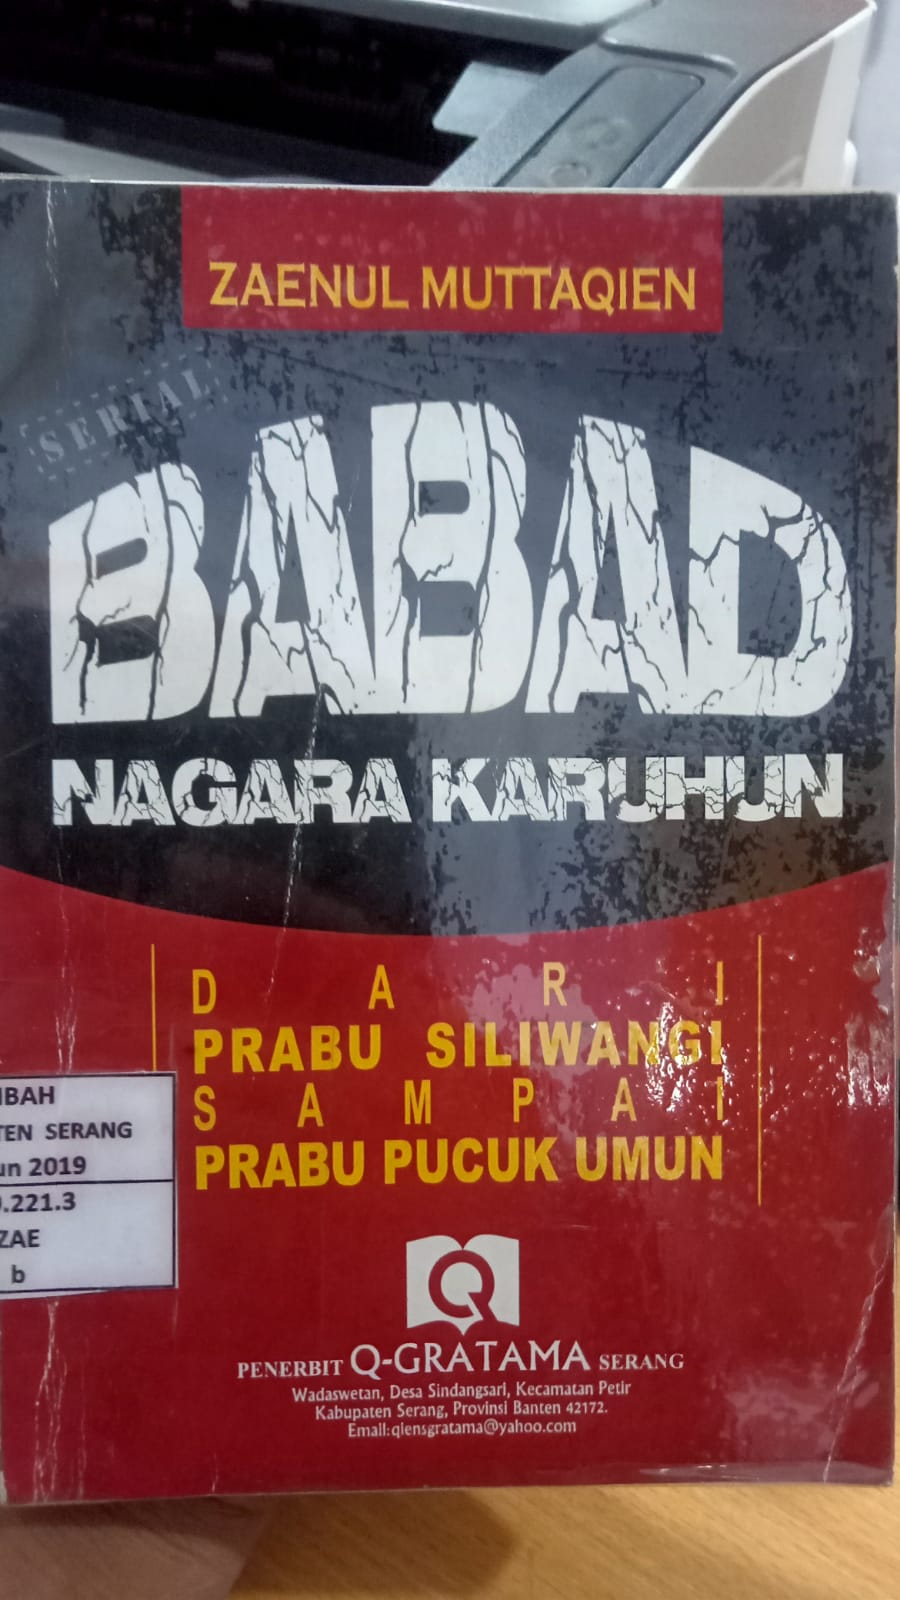 ZAENUL MUTTAQIEN
SERIAL
BABAD
NAGARA KARUHUN
DARI
PRABU SILIWANGI
SAMPAI
PRABU PUCUK UMUN
IBAH
TEN SERANG
un 2019
.221.3
ZAE
b
Q
PENERBIT Q-GRATAMA SERANG
Wadaswetan, Desa Sindangsari, Kecamatan Petir
Kabupaten Serang, Provinsi Banten 42172.
Email:qiensgratama@yahoo.com